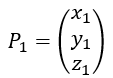 P₁ = (x₁
y₁
z₁)